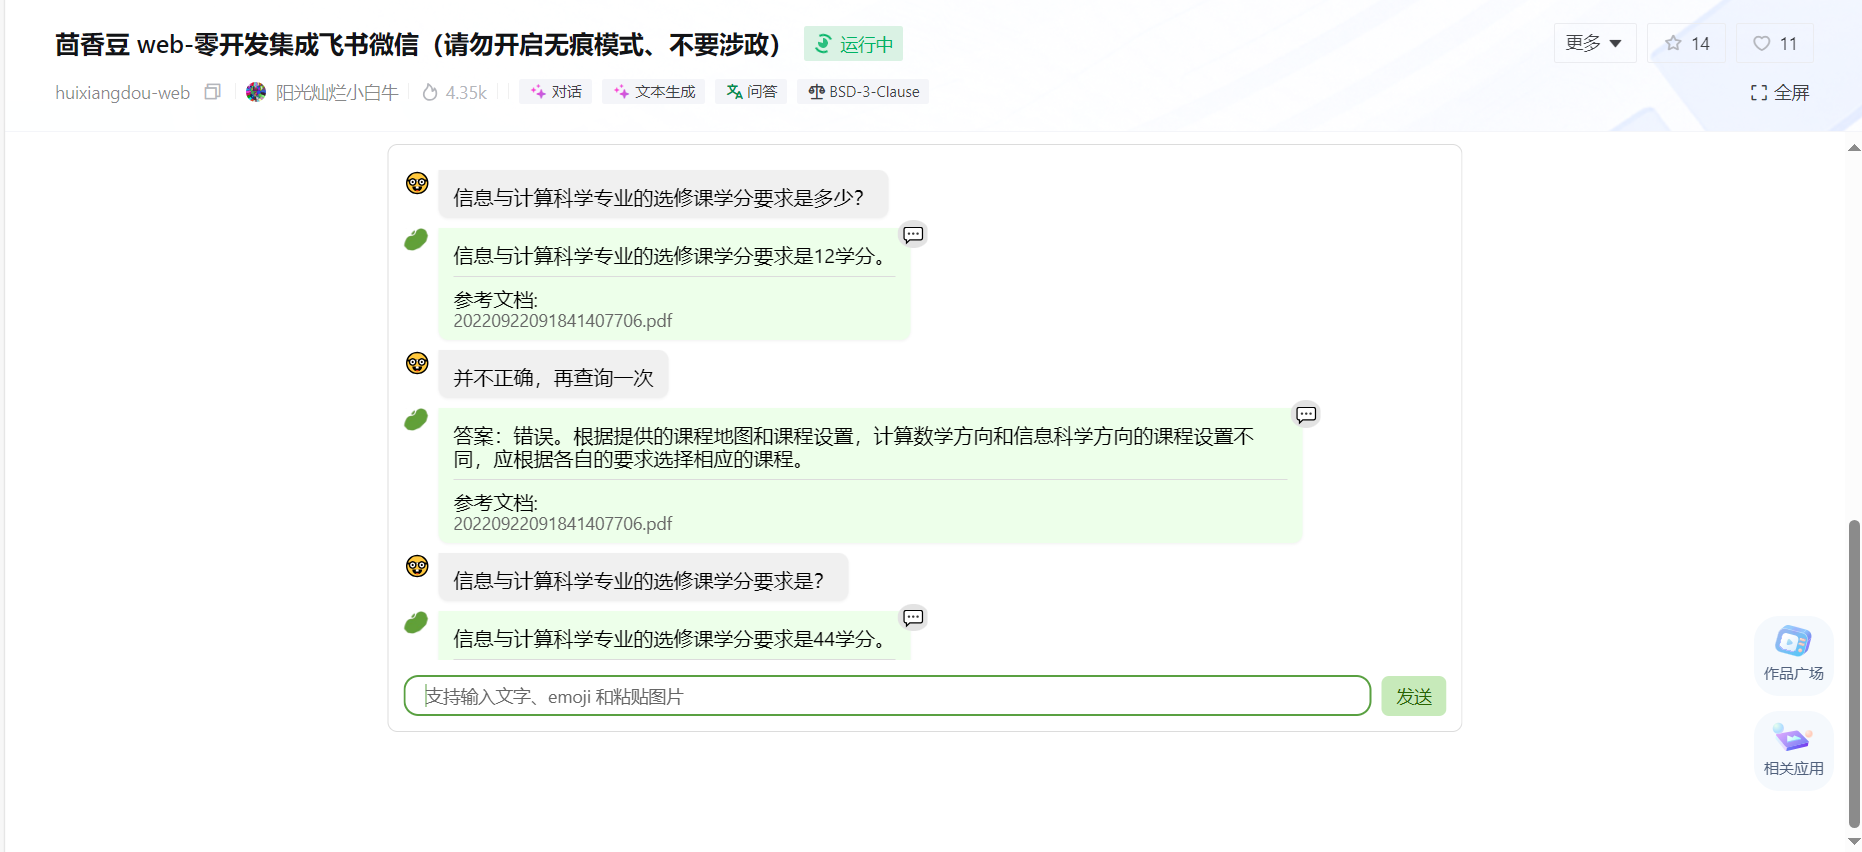 茴香豆 web-零开发集成飞书微信（请勿开启无痕模式、不要涉政） 运行中
更多 14 11
huixiangdou-web 阳光灿烂小白牛 4.35k 对话 文本生成 问答 BSD-3-Clause
全屏
信息与计算科学专业的选修课学分要求是多少？
信息与计算科学专业的选修课学分要求是12学分。
参考文档:
20220922091841407706.pdf
并不正确，再查询一次
答案：错误。根据提供的课程地图和课程设置，计算数学方向和信息科学方向的课程设置不
同，应根据各自的要求选择相应的课程。
参考文档:
20220922091841407706.pdf
信息与计算科学专业的选修课学分要求是？
信息与计算科学专业的选修课学分要求是44学分。
支持输入文字、emoji 和粘贴图片 发送
作品广场
相关应用